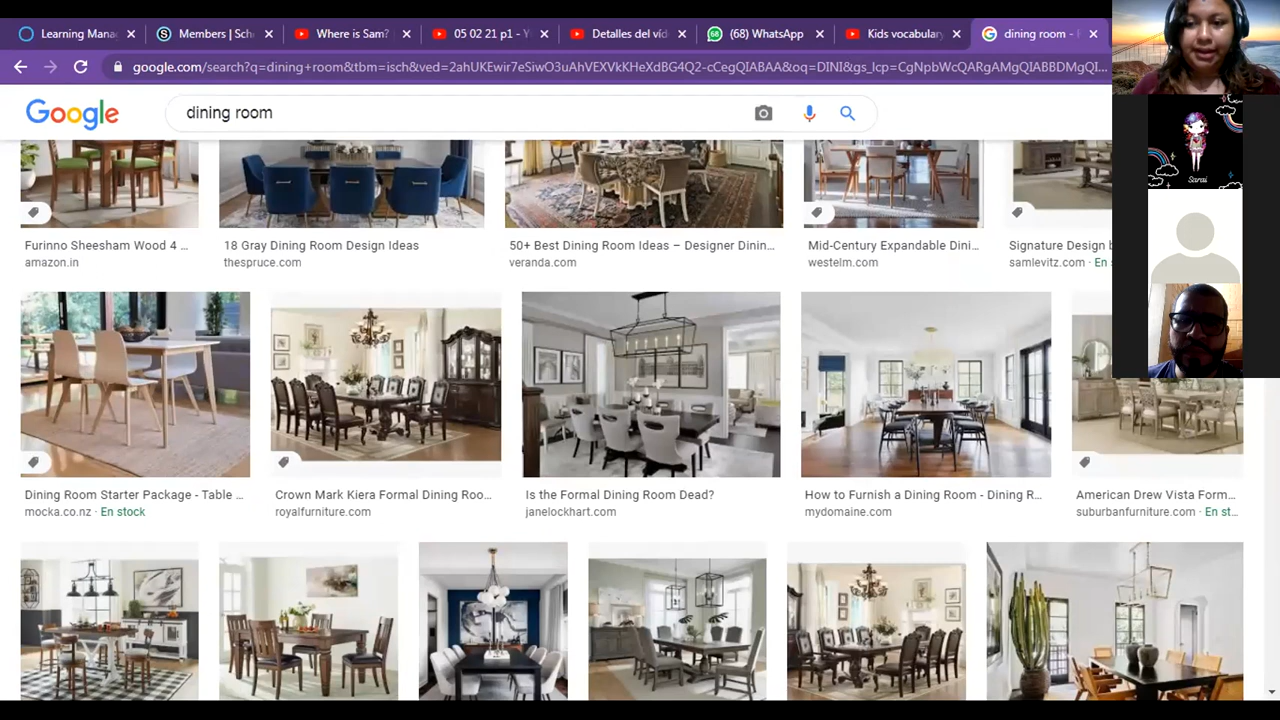 Learning Mana
Members | Sch
Where is Sam?
05 02 21 p1 - Y
Detalles del víd
(68) WhatsApp
Kids vocabulary
dining room -
google.com/search?q=dining+room&tbm=isch&ved=2ahUKEwir7eSiwO3uAhVEXVkKHeXdBG4Q2-cCegQIABAA&oq=DINI&gs_lcp=CgNpbWcQARgAMgQIABBDMgQI...
Google
dining room
Furinno Sheesham Wood 4 ...
amazon.in
18 Gray Dining Room Design Ideas
thespruce.com
50+ Best Dining Room Ideas – Designer Dinin...
veranda.com
Mid-Century Expandable Dini...
westelm.com
Signature Design b
samlevitz.com · En s
Sarai
Dining Room Starter Package - Table ...
mocka.co.nz · En stock
Crown Mark Kiera Formal Dining Roo...
royalfurniture.com
Is the Formal Dining Room Dead?
janelockhart.com
How to Furnish a Dining Room - Dining R...
mydomaine.com
American Drew Vista Form...
suburbanfurniture.com · En st...